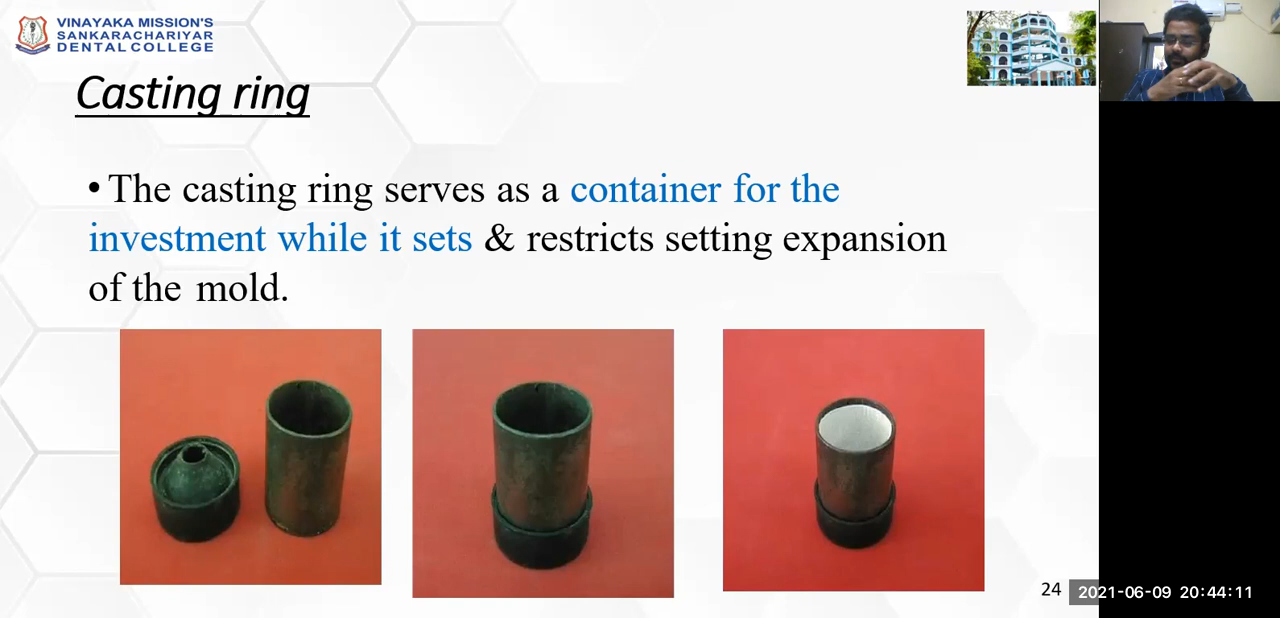 VINAYAKA MISSION'S
SANKARACHARIYAR
DENTAL COLLEGE
Casting ring
• The casting ring serves as a container for the
investment while it sets & restricts setting expansion
of the mold.
24
2021-06-09 20:44:11